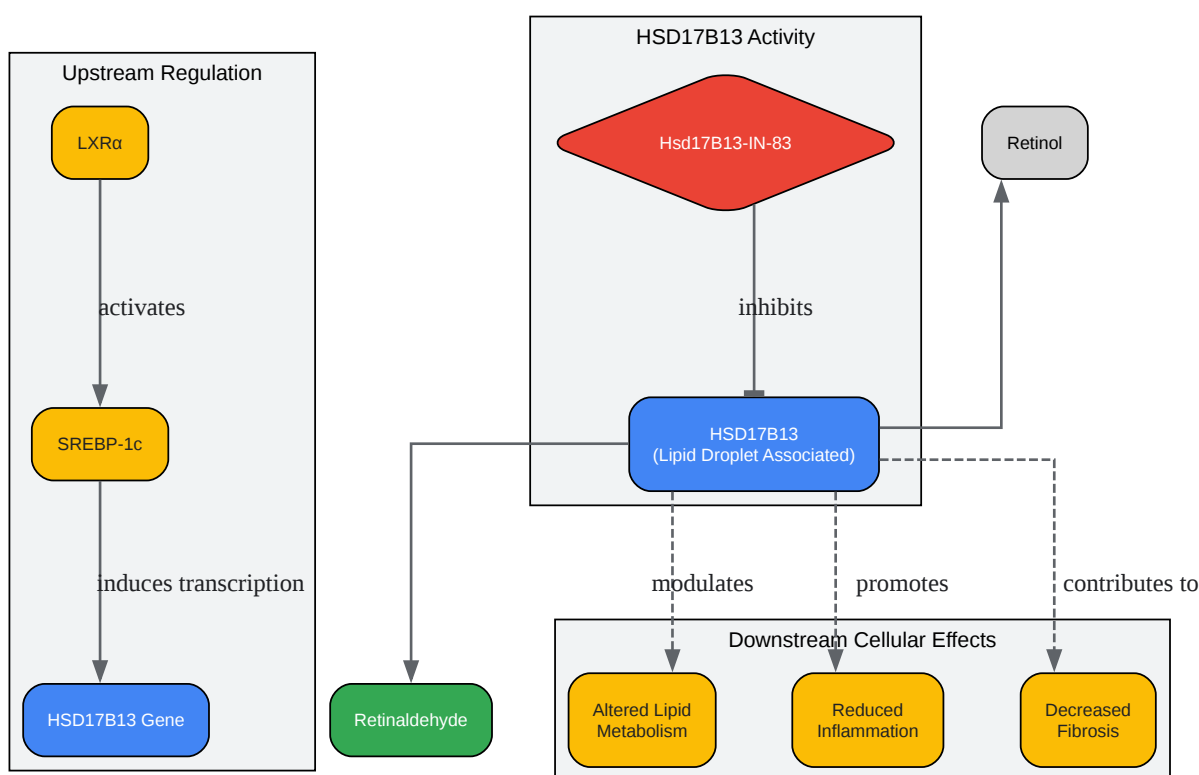 Upstream Regulation
LXRα
activates
SREBP-1c
induces transcription
HSD17B13 Gene
HSD17B13 Activity
Hsd17B13-IN-83
inhibits
HSD17B13
(Lipid Droplet Associated)
Retinol
Retinaldehyde
modulates
promotes
contributes to
Downstream Cellular Effects
Altered Lipid
Metabolism
Reduced
Inflammation
Decreased
Fibrosis